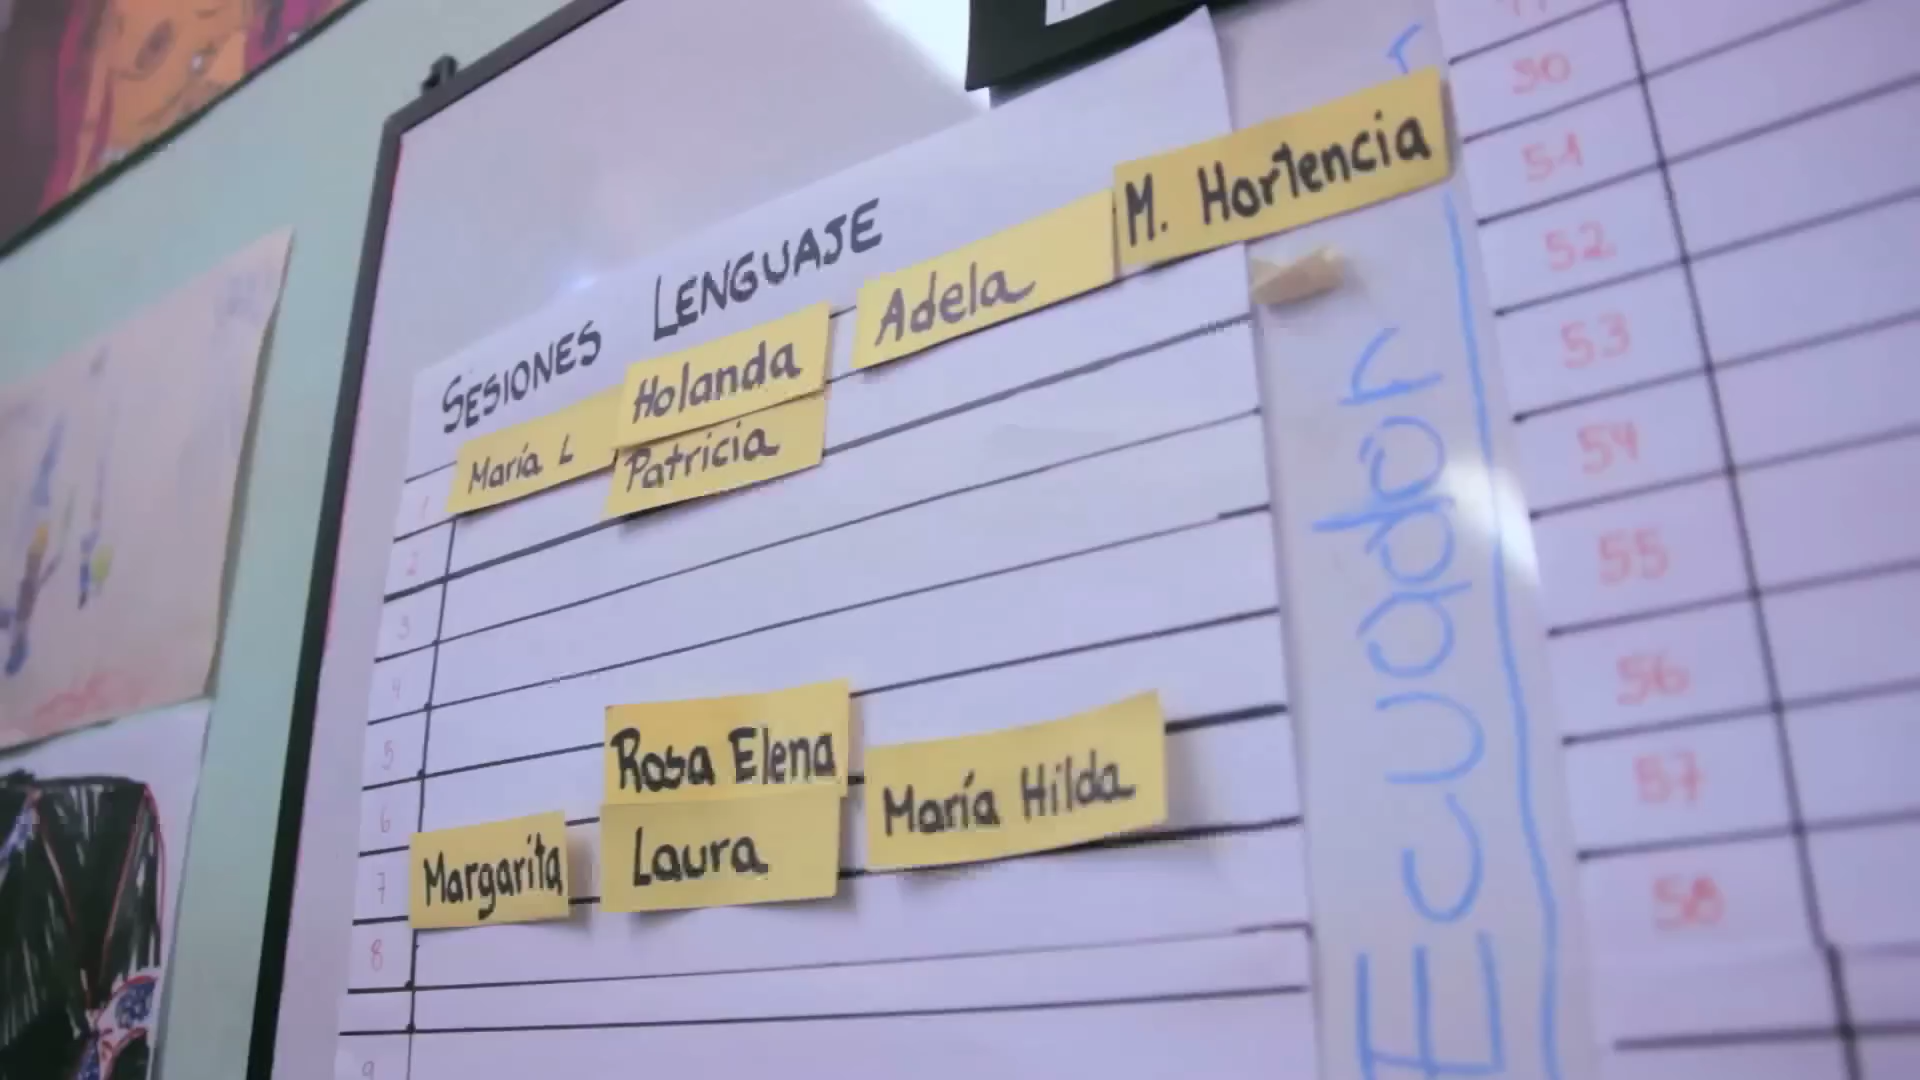 SESIONES LENGUAJE
María L
Holanda
Patricia
Adela
M. Hortencia
1
2
3
4
5
6
7
8
9
Rosa Elena
Margarita
Laura
María Hilda
Ecuador
50
51
52
53
54
55
56
57
58